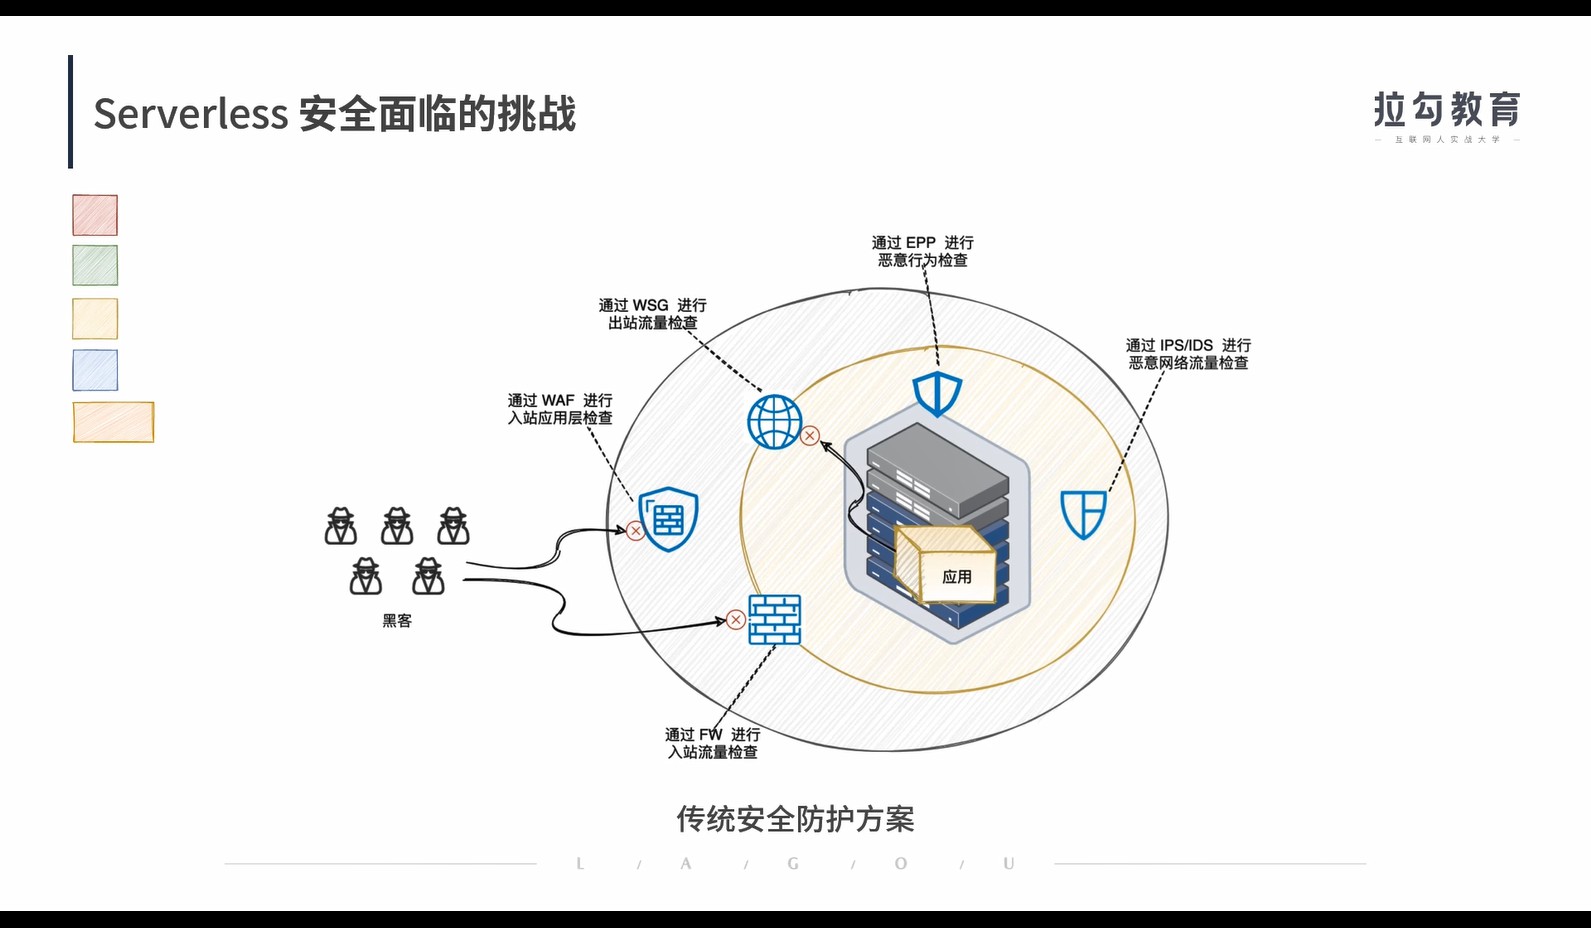 Serverless 安全面临的挑战
拉勾教育
互联网人实战大学
通过 EPP 进行
恶意行为检查
通过 WSG 进行
出站流量检查
通过 IPS/IDS 进行
恶意网络流量检查
通过 WAF 进行
入站应用层检查
应用
黑客
通过 FW 进行
入站流量检查
传统安全防护方案
L / A / G / O / U